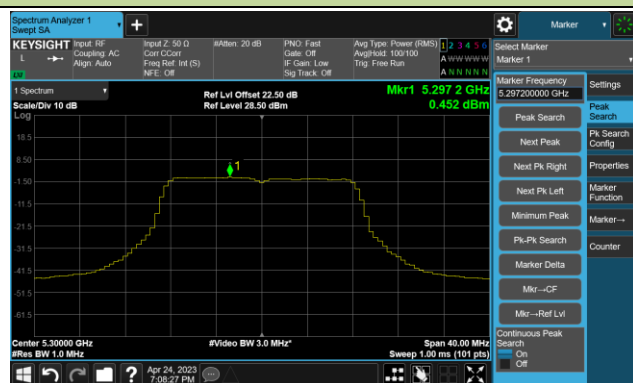 Spectrum Analyzer 1
Swept SA
Marker
KEYSIGHT
L
Input: RF
Coupling: AC
Align: Auto
Input Z: 50 Ω
Corr CCorr
Freq Ref: Int (S)
NFE: Off
#Atten: 20 dB
PNO: Fast
Gate: Off
IF Gain: Low
Sig Track: Off
Avg Type: Power (RMS)
Avg|Hold: 100/100
Trig: Free Run
1 2 3 4 5 6
A W W W W W
A N N N N N
LXI
Select Marker
Marker 1
1 Spectrum
Scale/Div 10 dB
Log
Ref Lvl Offset 22.50 dB
Ref Level 28.50 dBm
Mkr1 5.297 2 GHz
0.452 dBm
18.5
8.50
-1.50
-11.5
-21.5
-31.5
-41.5
-51.5
-61.5
1
Center 5.30000 GHz
#Res BW 1.0 MHz
#Video BW 3.0 MHz*
Span 40.00 MHz
Sweep 1.00 ms (101 pts)
Marker Frequency
5.297200000 GHz
Peak Search
Next Peak
Next Pk Right
Next Pk Left
Minimum Peak
Pk-Pk Search
Marker Delta
Mkr→CF
Mkr→Ref Lvl
Continuous Peak
Search
On
Off
Settings
Peak
Search
Pk Search
Config
Properties
Marker
Function
Marker→
Counter
?
Apr 24, 2023
7:08:27 PM